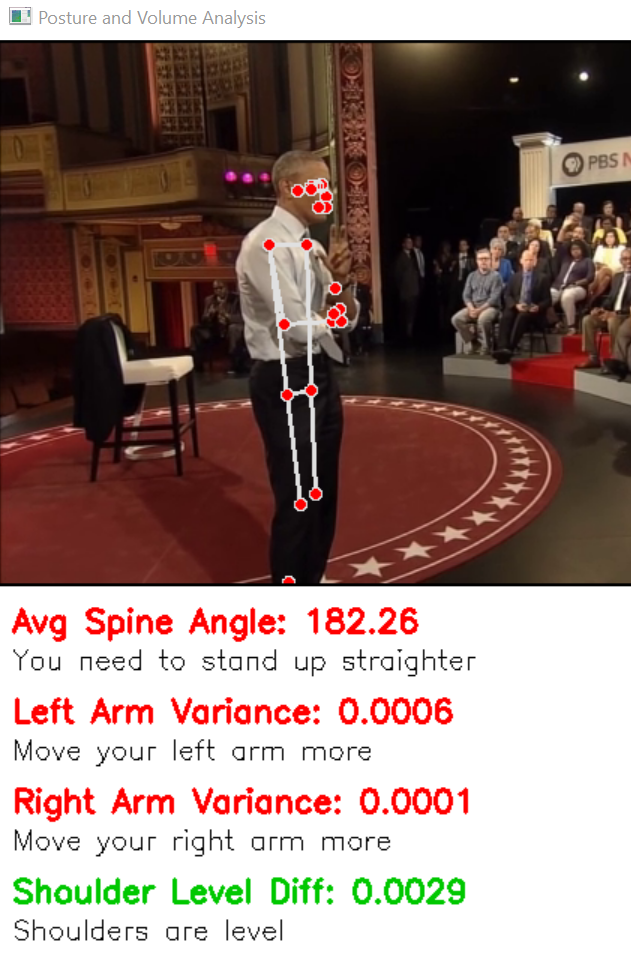 Posture and Volume Analysis
PBS N
Avg Spine Angle: 182.26
You need to stand up straighter
Left Arm Variance: 0.0006
Move your left arm more
Right Arm Variance: 0.0001
Move your right arm more
Shoulder Level Diff: 0.0029
Shoulders are level